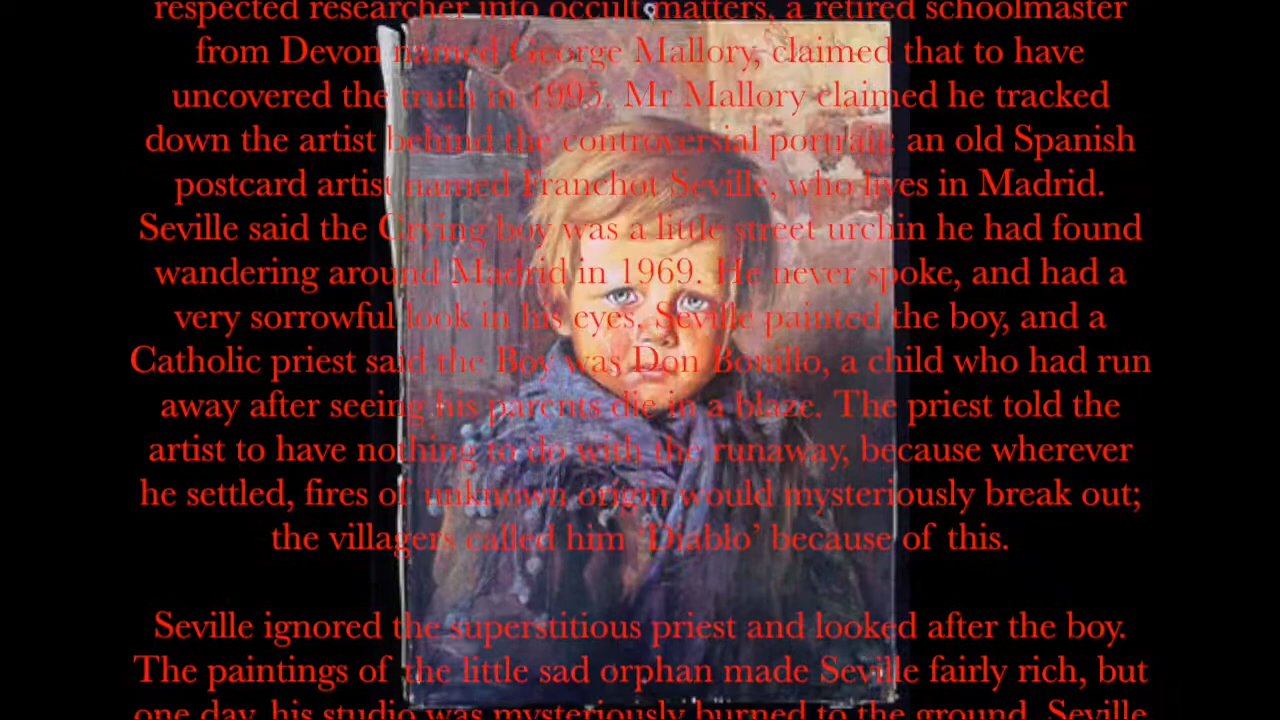 respected researcher into occult matters, a retired schoolmaster
from Devon named George Mallory, claimed that to have
uncovered the truth in 1995. Mr Mallory claimed he tracked
down the artist behind the controversial portrait: an old Spanish
postcard artist named Franchot Seville, who lives in Madrid.
Seville said the Crying boy was a little street urchin he had found
wandering around Madrid in 1969. He never spoke, and had a
very sorrowful look in his eyes. Seville painted the boy, and a
Catholic priest said the Boy was Don Bonillo, a child who had run
away after seeing his parents die in a blaze. The priest told the
artist to have nothing to do with the runaway, because wherever
he settled, fires of unknown origin would mysteriously break out;
the villagers called him ‘Diablo’ because of this.
Seville ignored the superstitious priest and looked after the boy.
The paintings of the little sad orphan made Seville fairly rich, but
one day, his studio was mysteriously burned to the ground. Seville